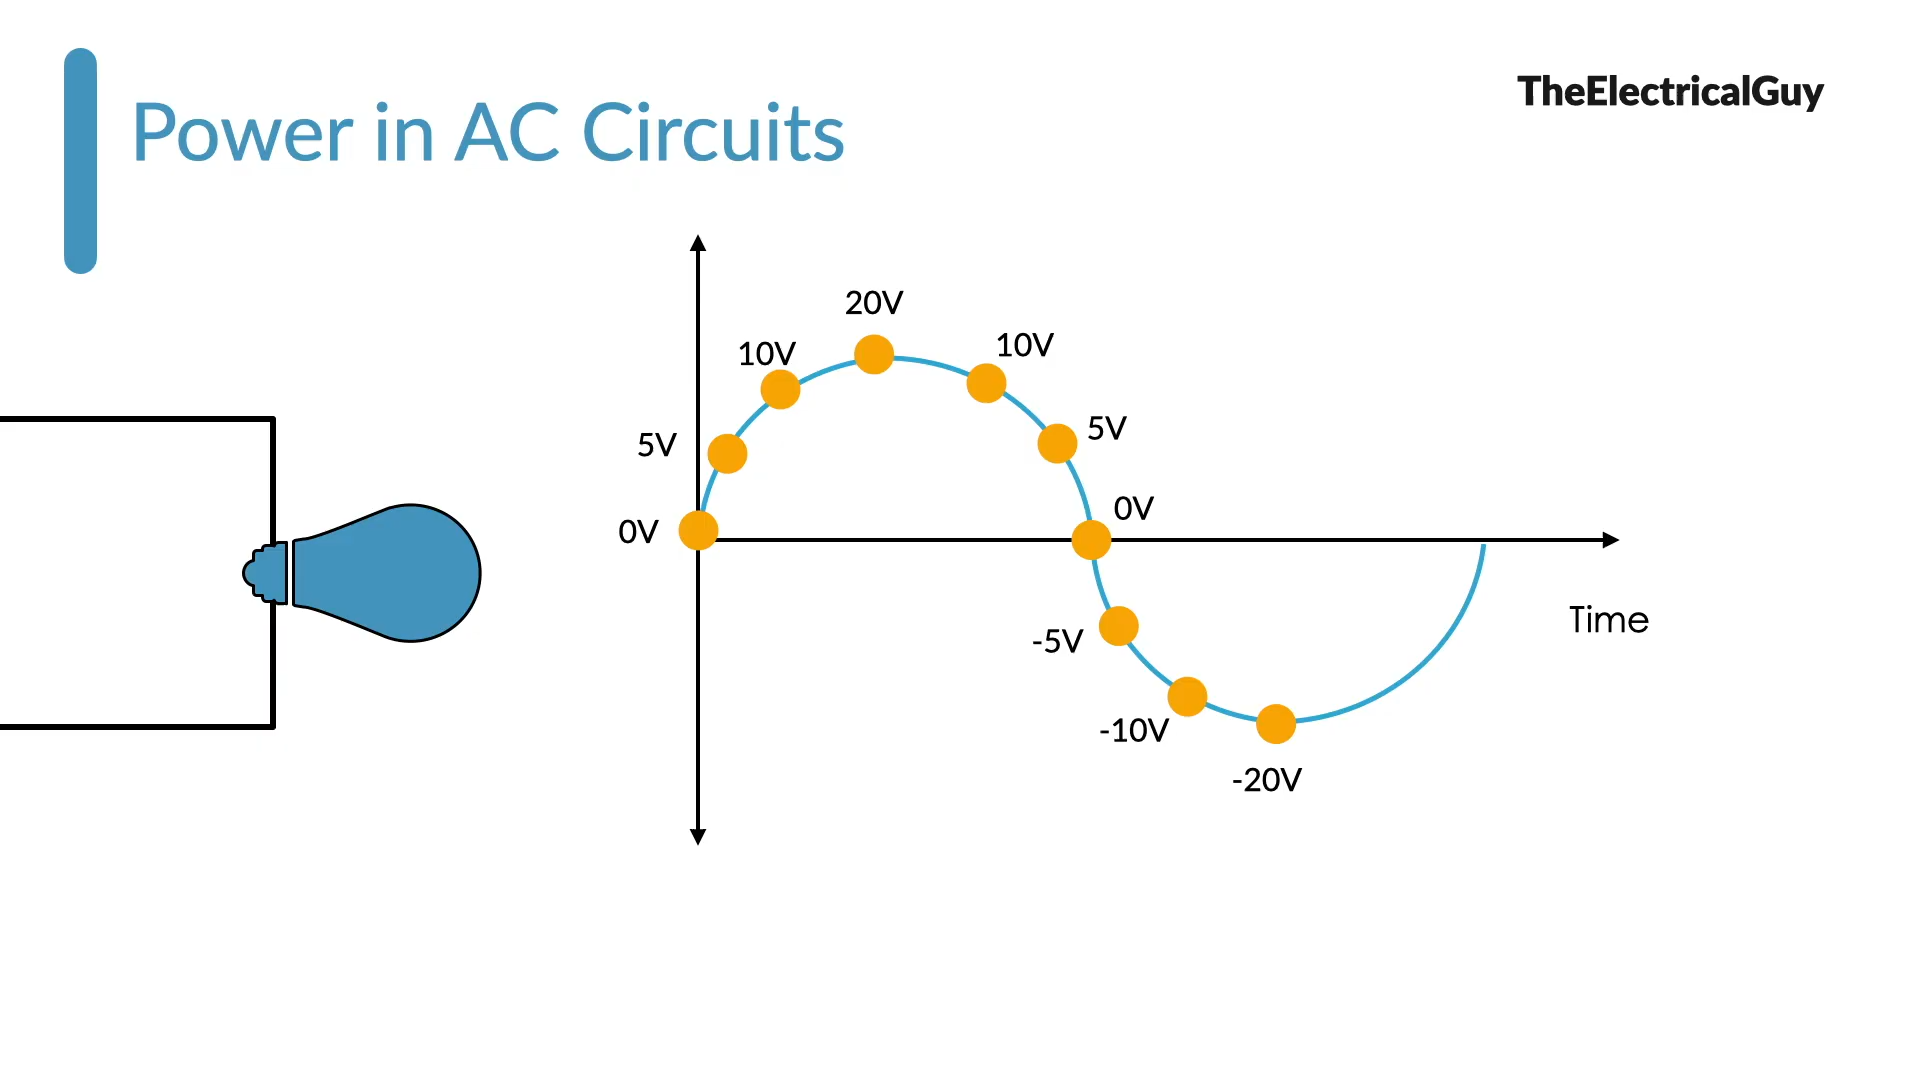 Power in AC Circuits
TheElectricalGuy
20V
10V
10V
5V
5V
0V
0V
Time
-5V
-10V
-20V